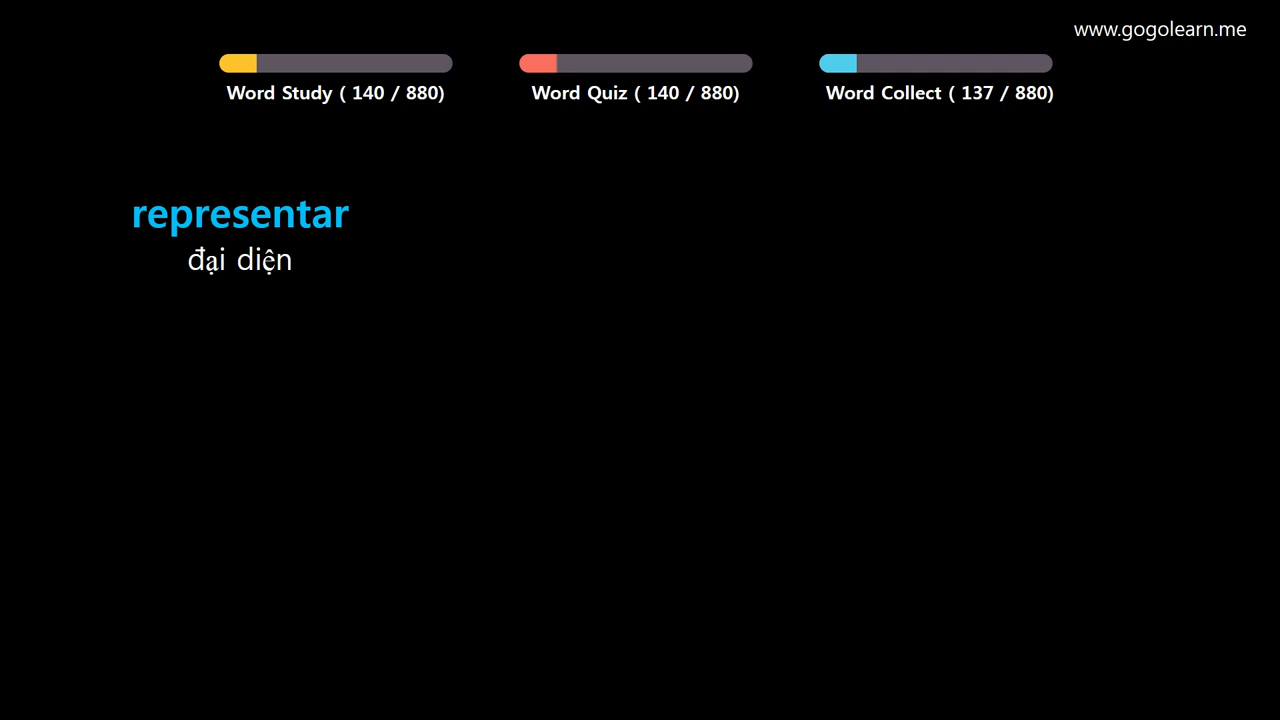 www.gogolearn.me
Word Study ( 140 / 880)
Word Quiz ( 140 / 880)
Word Collect ( 137 / 880)
representar
đại diện